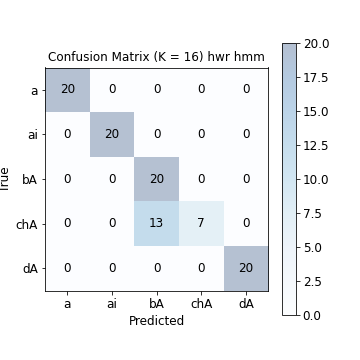 Confusion Matrix (K = 16) hwr hmm
True
a 20 0 0 0 0
ai 0 20 0 0 0
bA 0 0 20 0 0
chA 0 0 13 7 0
dA 0 0 0 0 20
a ai bA chA dA
Predicted
20.0
17.5
15.0
12.5
10.0
7.5
5.0
2.5
0.0